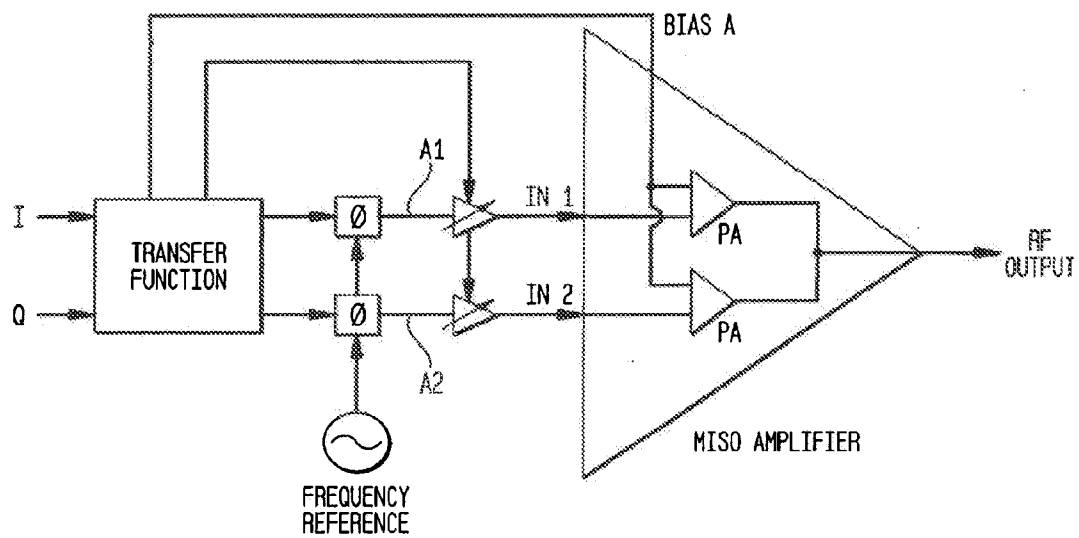 BIAS A
A1
I
TRANSFER
FUNCTION
Ø
IN 1
PA
RF
OUTPUT
Q
Ø
IN 2
PA
A2
MISO AMPLIFIER
FREQUENCY
REFERENCE